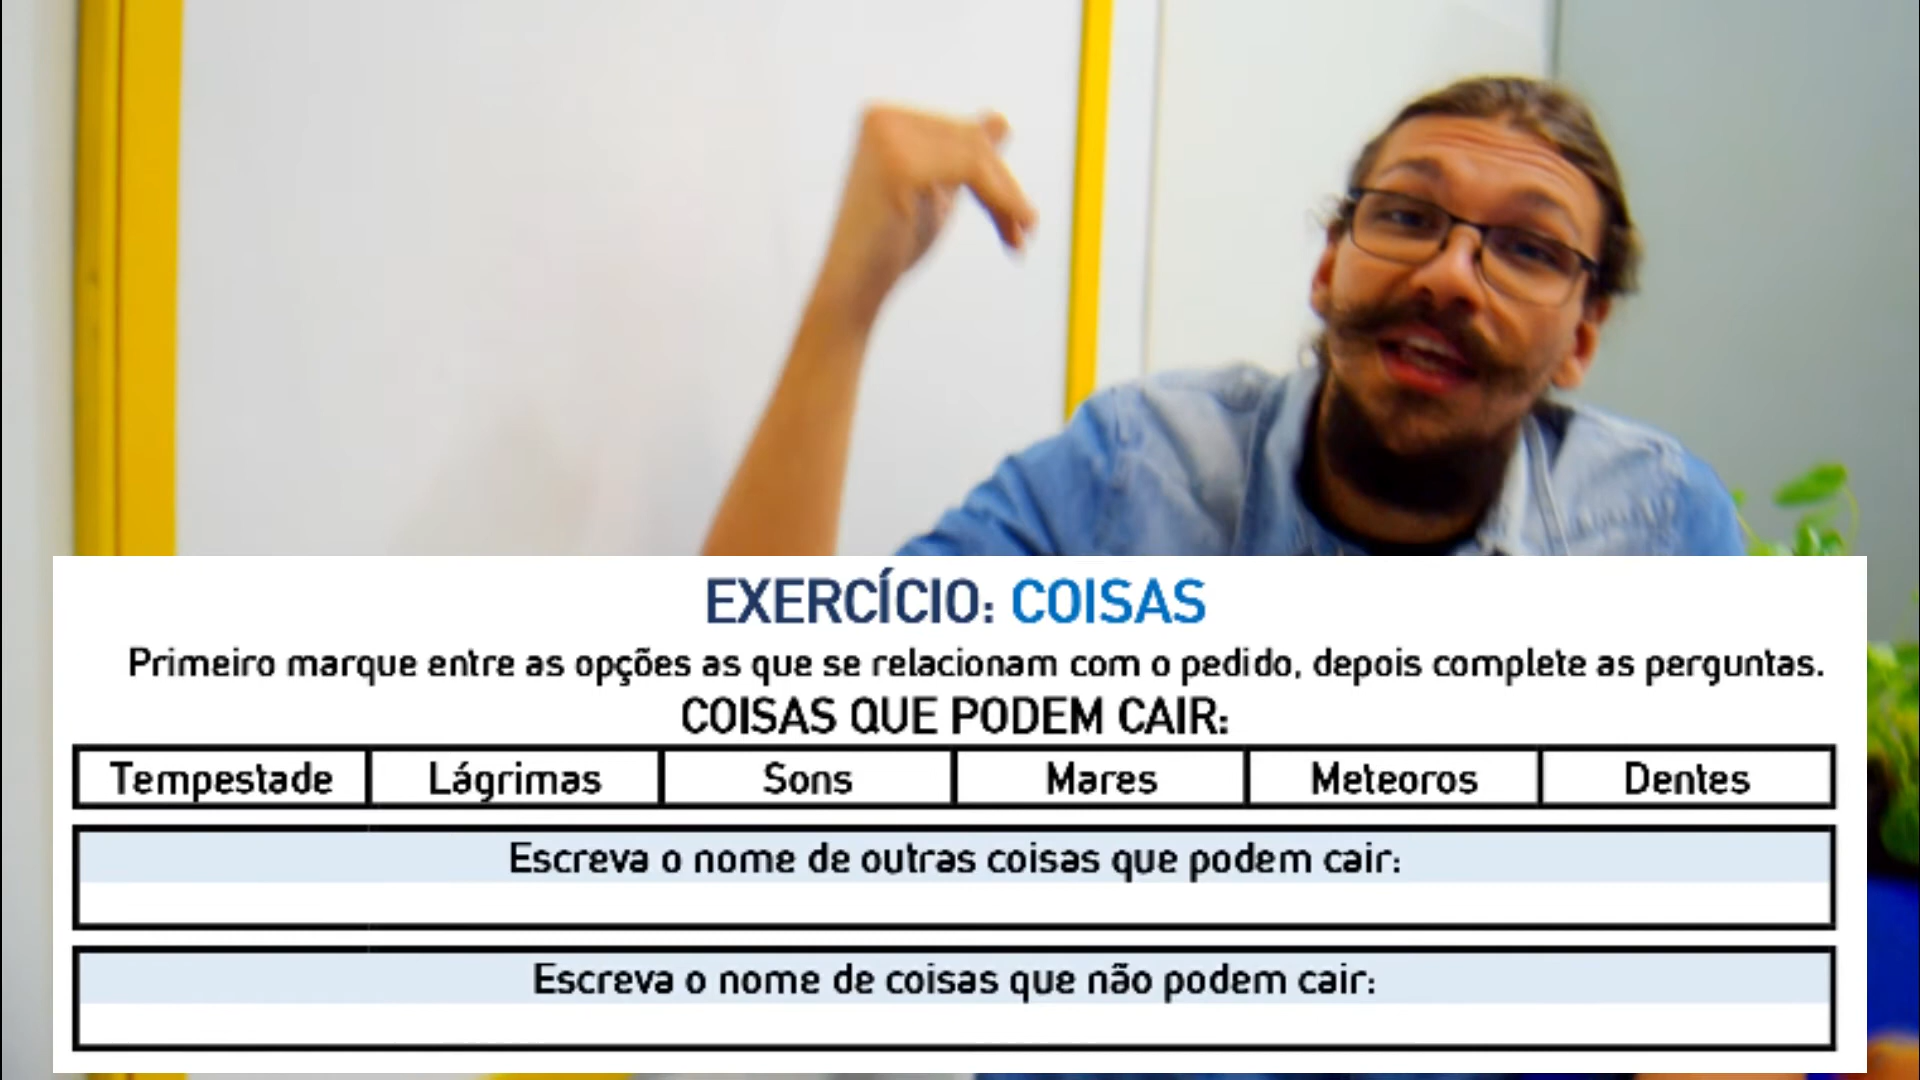 EXERCÍCIO: COISAS
Primeiro marque entre as opções as que se relacionam com o pedido, depois complete as perguntas.
COISAS QUE PODEM CAIR:
Tempestade Lágrimas Sons Mares Meteoros Dentes
Escreva o nome de outras coisas que podem cair:
Escreva o nome de coisas que não podem cair: